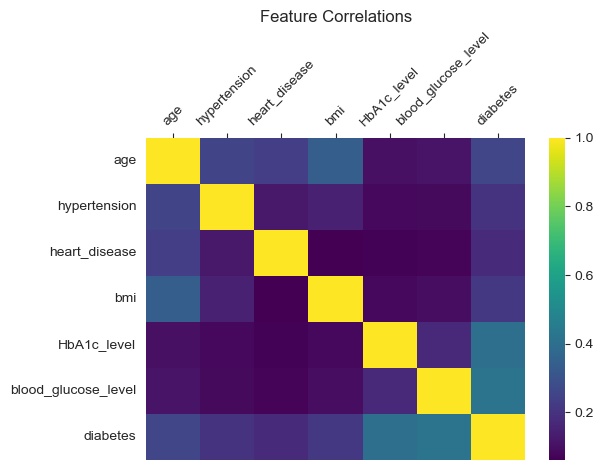 Feature Correlations
age
hypertension
heart_disease
bmi
HbA1c_level
blood_glucose_level
diabetes
age
hypertension
heart_disease
bmi
HbA1c_level
blood_glucose_level
diabetes
1.0
0.8
0.6
0.4
0.2